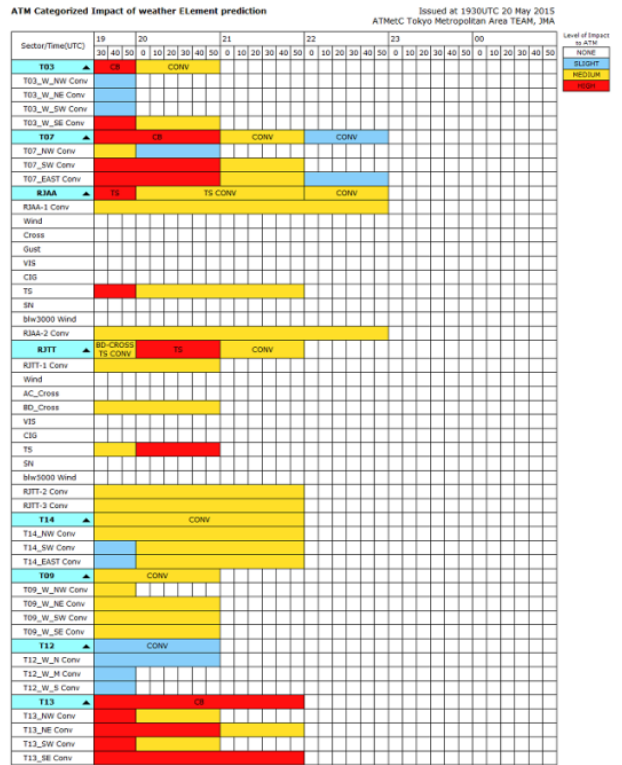 ATM Categorized Impact of weather ELement prediction
Issued at 1930UTC 20 May 2015
ATMetC Tokyo Metropolitan Area TEAM, JMA
Level of Impact
to ATM
NONE
SLIGHT
MEDIUM
HIGH
Sector/Time(UTC) 19 20 21 22 23 00
30 40 50 0 10 20 30 40 50 0 10 20 30 40 50 0 10 20 30 40 50 0 10 20 30 40 50 0 10 20 30 40 50
T03 ▲ CB CONV
T03_W_NW Conv
T03_W_NE Conv
T03_W_SW Conv
T03_W_SE Conv
T07 ▲ CB CONV CONV
T07_NW Conv
T07_SW Conv
T07_EAST Conv
RJAA ▲ TS TS CONV CONV
RJAA-1 Conv
Wind
Cross
Gust
VIS
CIG
TS
SN
blw3000 Wind
RJAA-2 Conv
RJTT ▲ BD-CROSS TS CONV TS CONV
RJTT-1 Conv
Wind
AC_Cross
BD_Cross
VIS
CIG
TS
SN
blw5000 Wind
RJTT-2 Conv
RJTT-3 Conv
T14 ▲ CONV
T14_NW Conv
T14_SW Conv
T14_EAST Conv
T09 ▲ CONV
T09_W_NW Conv
T09_W_NE Conv
T09_W_SW Conv
T09_W_SE Conv
T12 ▲ CONV
T12_W_N Conv
T12_W_M Conv
T12_W_S Conv
T13 ▲ CB
T13_NW Conv
T13_NE Conv
T13_SW Conv
T13_SE Conv